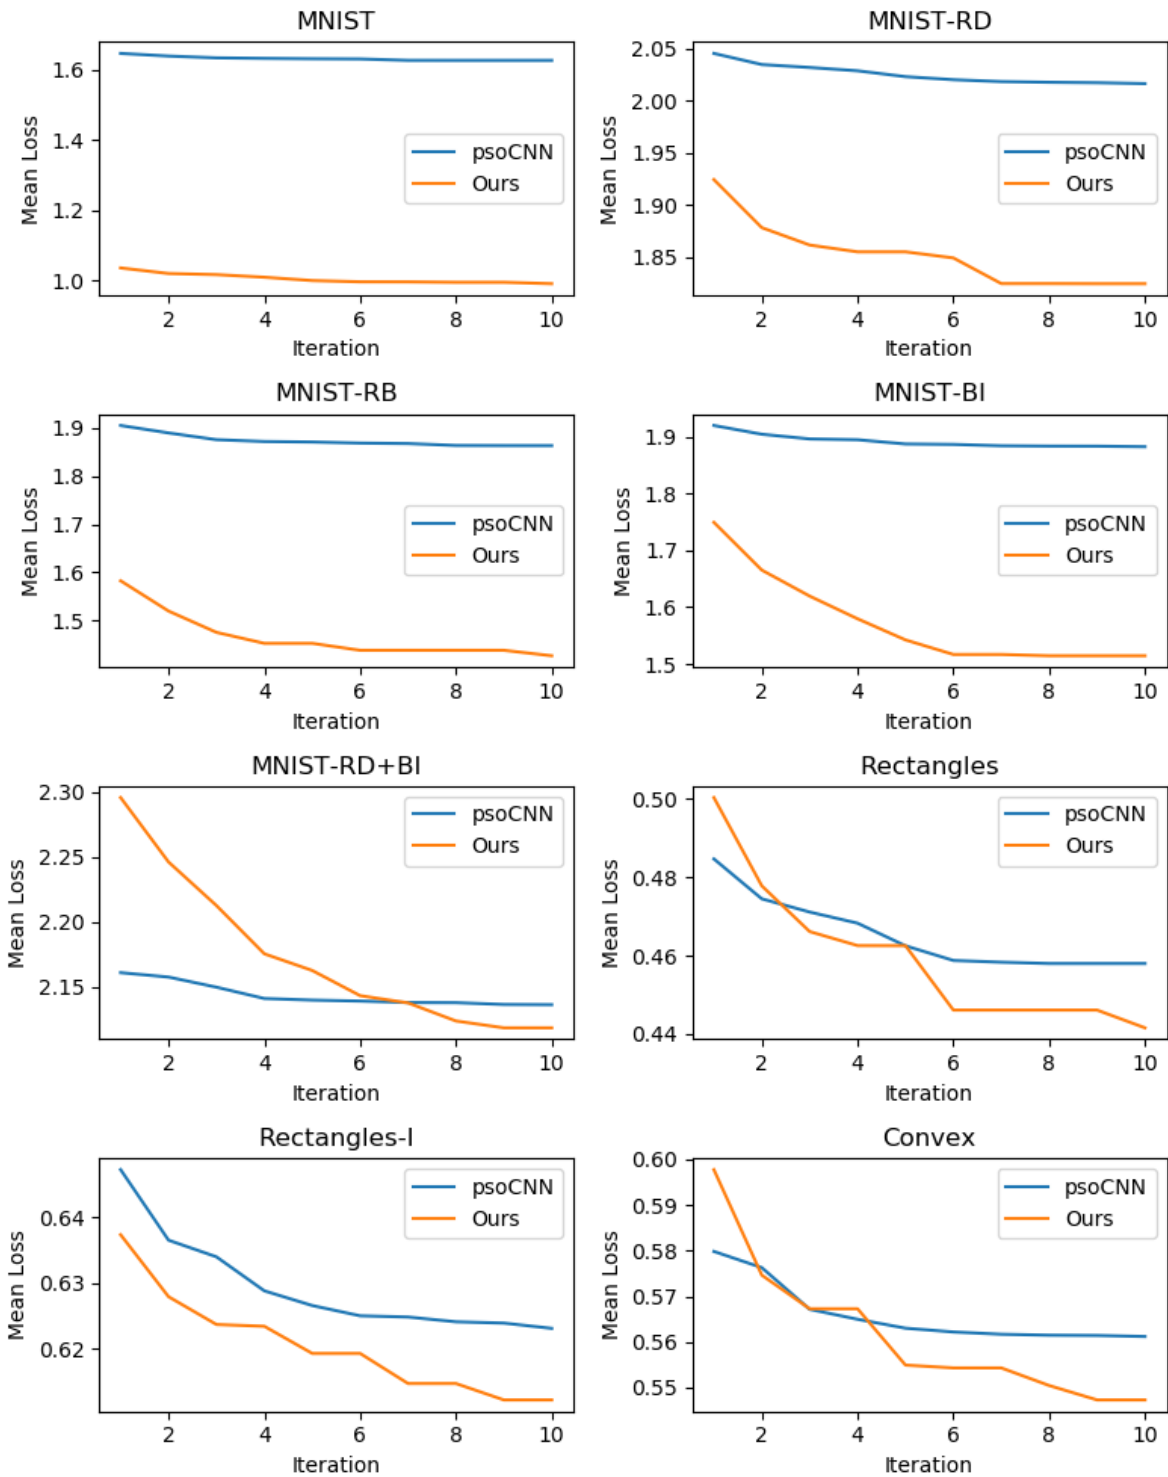 MNIST
1.6
1.4
1.2
1.0
Mean Loss
psoCNN
Ours
2 4 6 8 10
Iteration
MNIST-RD
2.05
2.00
1.95
1.90
1.85
Mean Loss
psoCNN
Ours
2 4 6 8 10
Iteration
MNIST-RB
1.9
1.8
1.7
1.6
1.5
Mean Loss
psoCNN
Ours
2 4 6 8 10
Iteration
MNIST-BI
1.9
1.8
1.7
1.6
1.5
Mean Loss
psoCNN
Ours
2 4 6 8 10
Iteration
MNIST-RD+BI
2.30
2.25
2.20
2.15
Mean Loss
psoCNN
Ours
2 4 6 8 10
Iteration
Rectangles
0.50
0.48
0.46
0.44
Mean Loss
psoCNN
Ours
2 4 6 8 10
Iteration
Rectangles-I
0.64
0.63
0.62
Mean Loss
psoCNN
Ours
2 4 6 8 10
Iteration
Convex
0.60
0.59
0.58
0.57
0.56
0.55
Mean Loss
psoCNN
Ours
2 4 6 8 10
Iteration